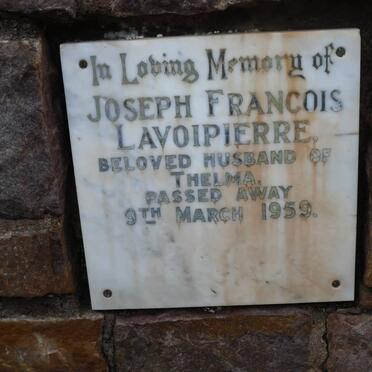 In Loving Memory of
JOSEPH FRANCOIS
LAVOIPIERRE,
BELOVED HUSBAND OF
THELMA.
PASSED AWAY
9TH MARCH 1959.